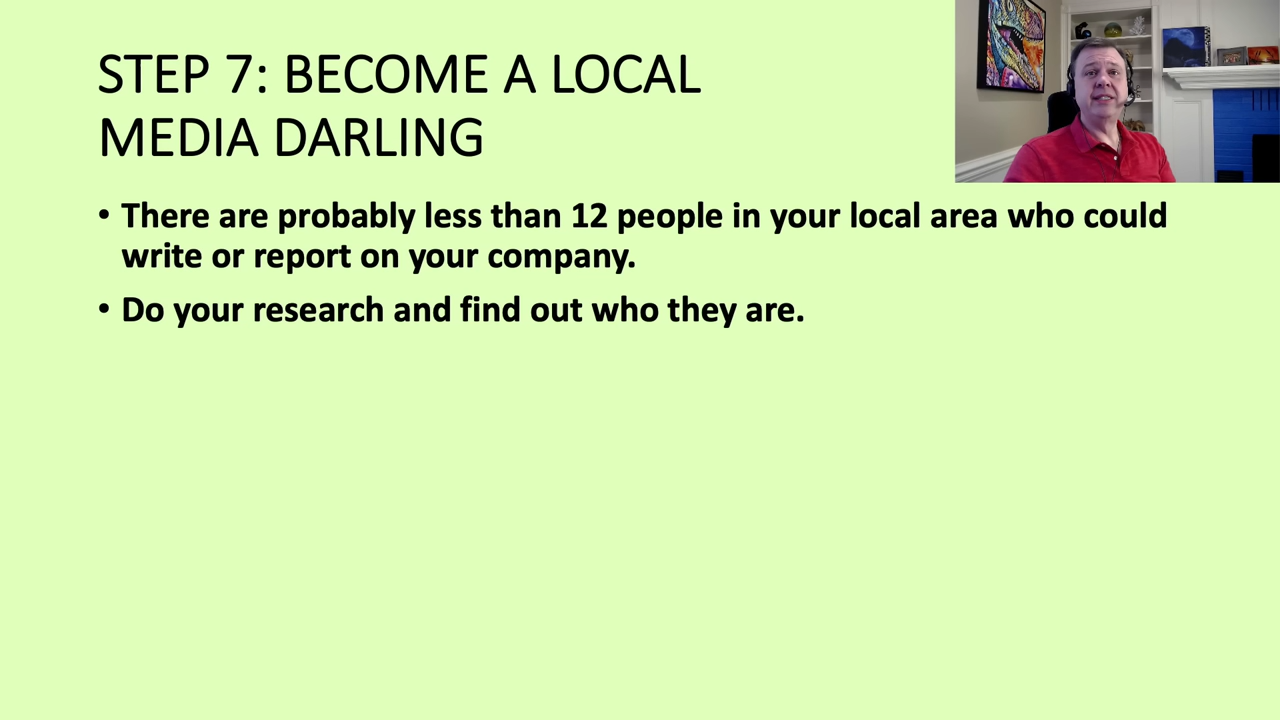 STEP 7: BECOME A LOCAL
MEDIA DARLING
• There are probably less than 12 people in your local area who could
write or report on your company.
• Do your research and find out who they are.